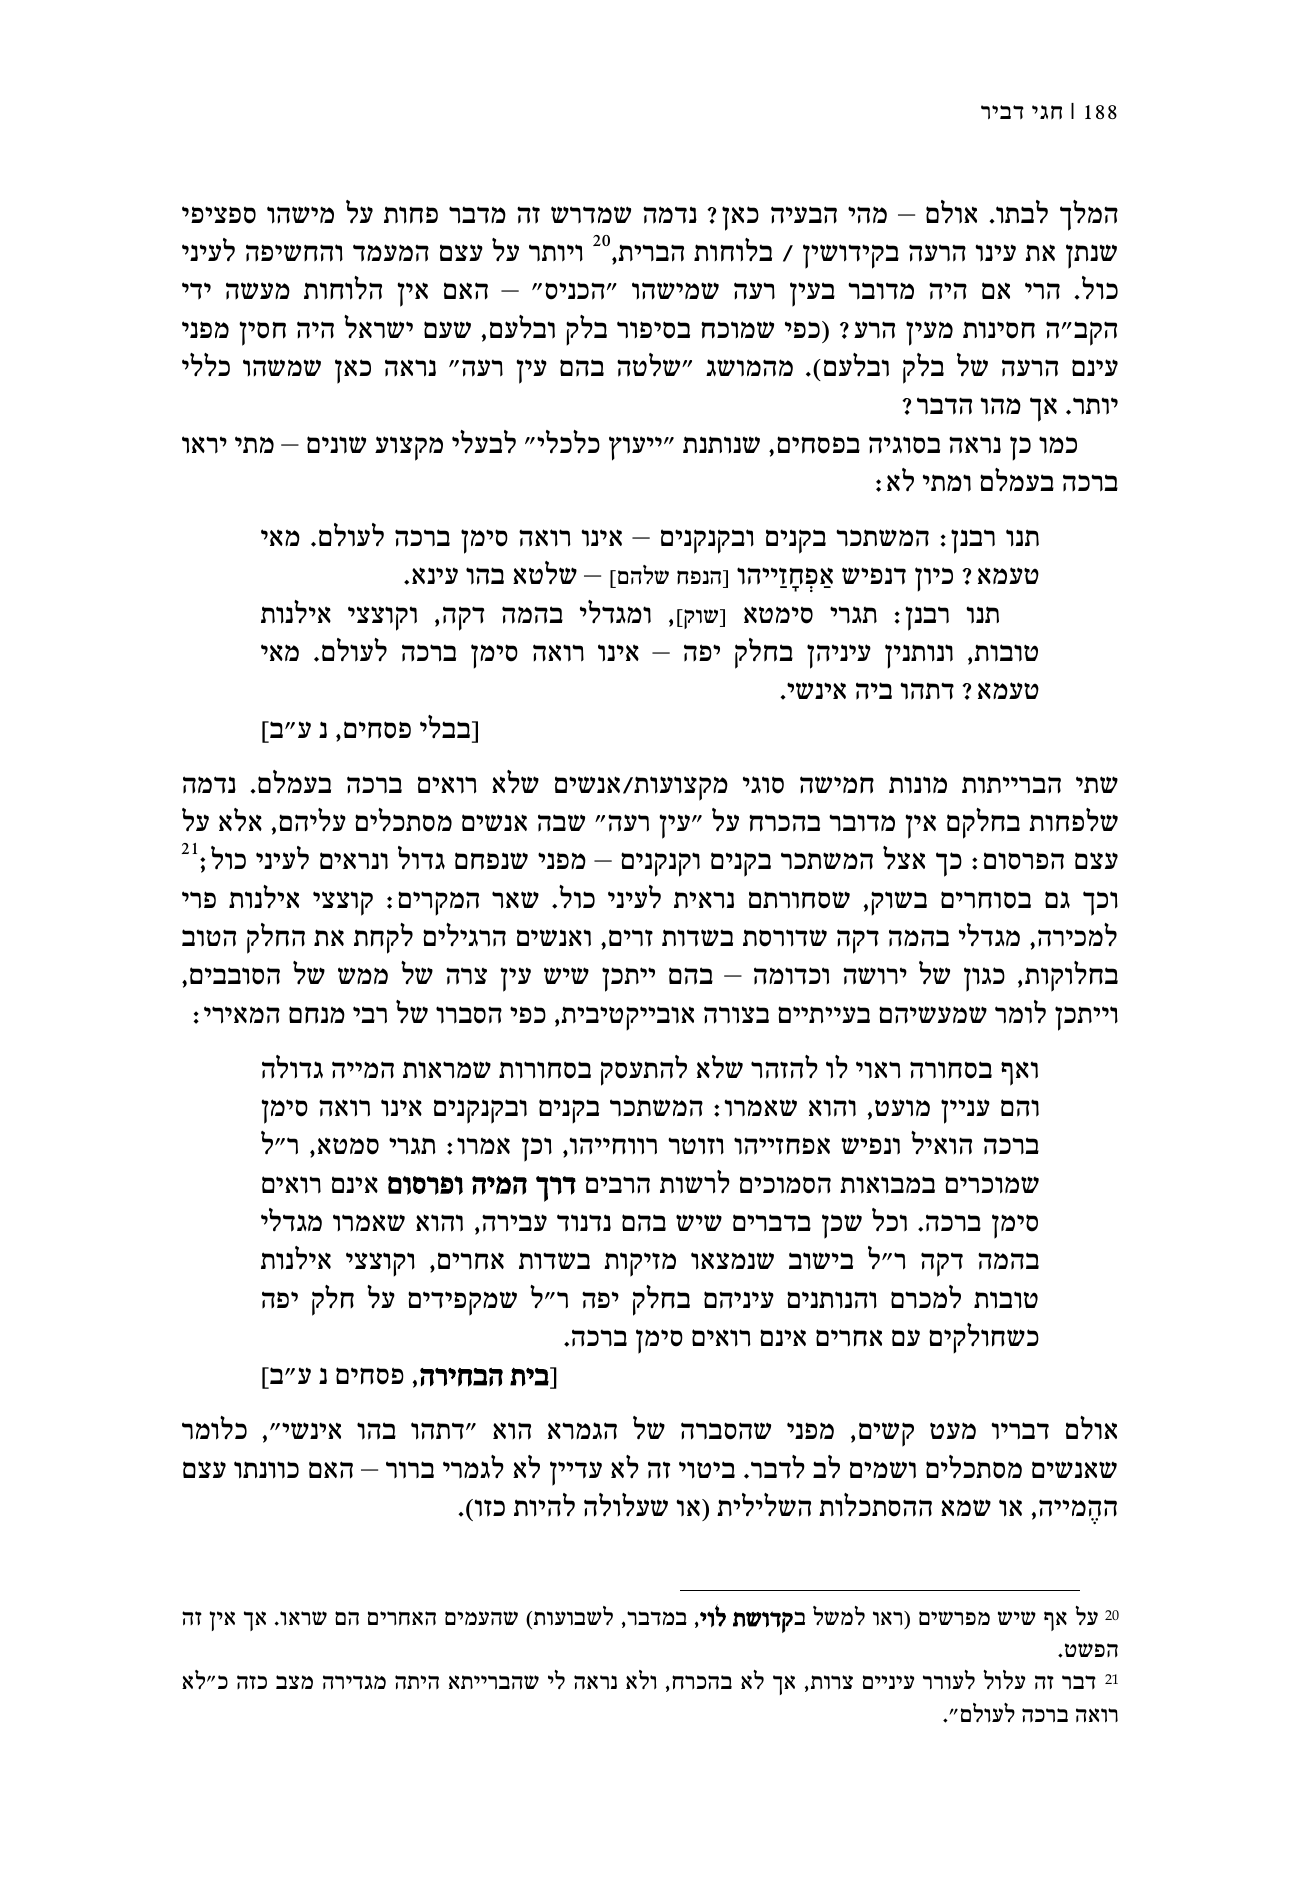 188 | חגי דביר
המלך לבתו. אולם – מהי הבעיה כאן? נדמה שמדרש זה מדבר פחות על מישהו ספציפי
שנתן את עינו הרעה בקידושין / בלוחות הברית,20 ויותר על עצם המעמד והחשיפה לעיני
כול. הרי אם היה מדובר בעין רעה שמישהו ״הכניס״ – האם אין הלוחות מעשה ידי
הקב״ה חסינות מעין הרע? (כפי שמוכח בסיפור בלק ובלעם, שעם ישראל היה חסין מפני
עינם הרעה של בלק ובלעם). מהמושג ״שלטה בהם עין רעה״ נראה כאן שמשהו כללי
יותר. אך מהו הדבר?
כמו כן נראה בסוגיה בפסחים, שנותנת ״ייעוץ כלכלי״ לבעלי מקצוע שונים – מתי יראו
ברכה בעמלם ומתי לא:
תנו רבנן: המשתכר בקנים ובקנקנים – אינו רואה סימן ברכה לעולם. מאי
טעמא? כיון דנפיש אַפְחָזַייהו [הנפח שלהם] – שלטא בהו עינא.
תנו רבנן: תגרי סימטא [שוק], ומגדלי בהמה דקה, וקוצצי אילנות
טובות, ונותנין עיניהן בחלק יפה – אינו רואה סימן ברכה לעולם. מאי
טעמא? דתהו ביה אינשי.
[בבלי פסחים, נ ע״ב]
שתי הברייתות מונות חמישה סוגי מקצועות/אנשים שלא רואים ברכה בעמלם. נדמה
שלפחות בחלקם אין מדובר בהכרח על ״עין רעה״ שבה אנשים מסתכלים עליהם, אלא על
עצם הפרסום: כך אצל המשתכר בקנים וקנקנים – מפני שנפחם גדול ונראים לעיני כול;21
וכך גם בסוחרים בשוק, שסחורתם נראית לעיני כול. שאר המקרים: קוצצי אילנות פרי
למכירה, מגדלי בהמה דקה שדורסת בשדות זרים, ואנשים הרגילים לקחת את החלק הטוב
בחלוקות, כגון של ירושה וכדומה – בהם ייתכן שיש עין צרה של ממש של הסובבים,
וייתכן לומר שמעשיהם בעייתיים בצורה אובייקטיבית, כפי הסברו של רבי מנחם המאירי:
ואף בסחורה ראוי לו להזהר שלא להתעסק בסחורות שמראות המייה גדולה
והם עניין מועט, והוא שאמרו: המשתכר בקנים ובקנקנים אינו רואה סימן
ברכה הואיל ונפיש אפחזייהו וזוטר רווחייהו, וכן אמרו: תגרי סמטא, ר״ל
שמוכרים במבואות הסמוכים לרשות הרבים דרך המיה ופרסום אינם רואים
סימן ברכה. וכל שכן בדברים שיש בהם נדנוד עבירה, והוא שאמרו מגדלי
בהמה דקה ר״ל בישוב שנמצאו מזיקות בשדות אחרים, וקוצצי אילנות
טובות למכרם והנותנים עיניהם בחלק יפה ר״ל שמקפידים על חלק יפה
כשחולקים עם אחרים אינם רואים סימן ברכה.
[בית הבחירה, פסחים נ ע״ב]
אולם דבריו מעט קשים, מפני שהסברה של הגמרא הוא ״דתהו בהו אינשי״, כלומר
שאנשים מסתכלים ושמים לב לדבר. ביטוי זה לא עדיין לא לגמרי ברור – האם כוונתו עצם
ההֶמייה, או שמא ההסתכלות השלילית (או שעלולה להיות כזו).
20 על אף שיש מפרשים (ראו למשל בקדושת לוי, במדבר, לשבועות) שהעמים האחרים הם שראו. אך אין זה
הפשט.
21 דבר זה עלול לעורר עיניים צרות, אך לא בהכרח, ולא נראה לי שהברייתא היתה מגדירה מצב כזה כ״לא
רואה ברכה לעולם״.